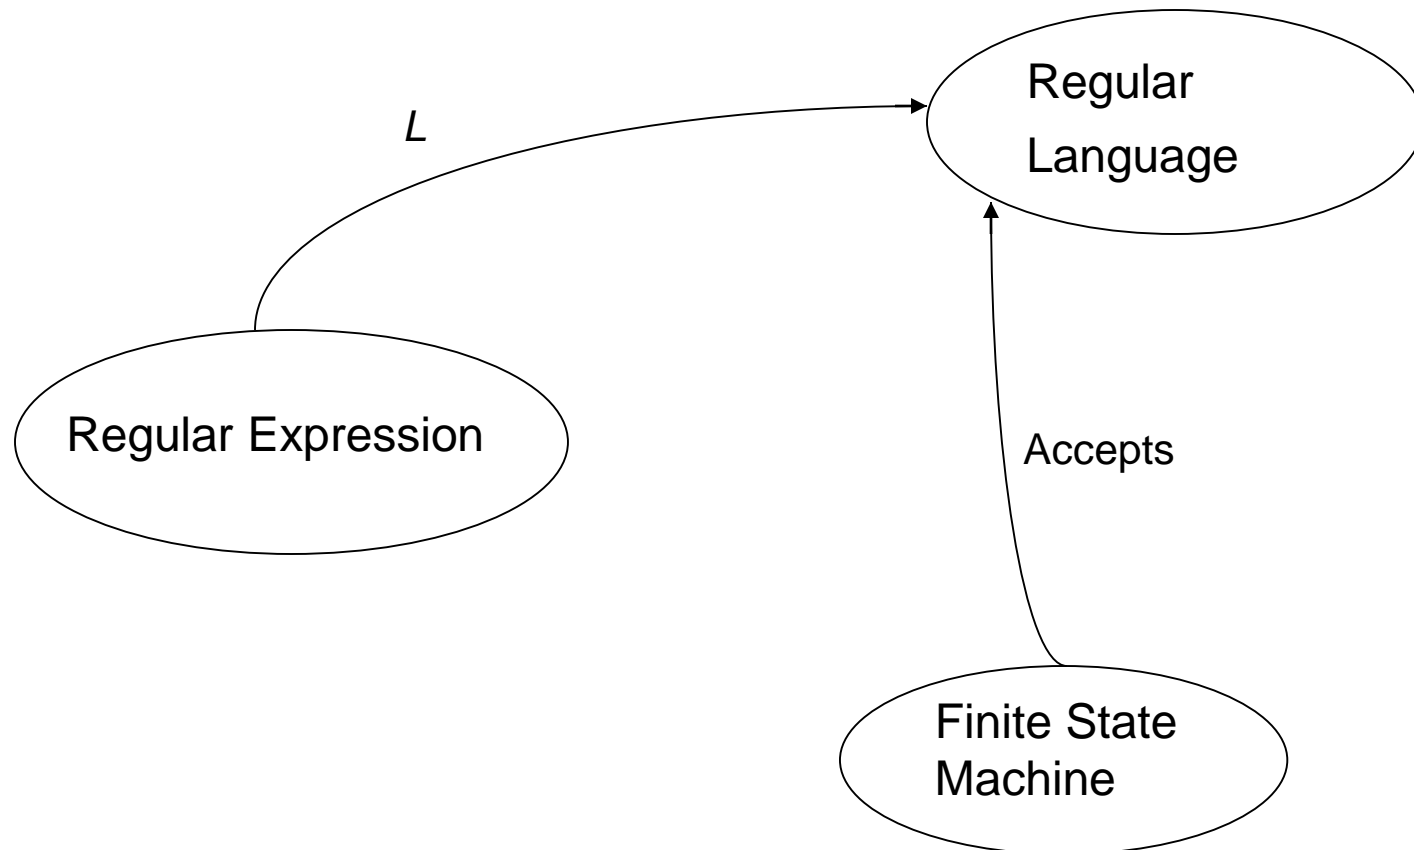 Regular
Language
L
Regular Expression
Accepts
Finite State
Machine